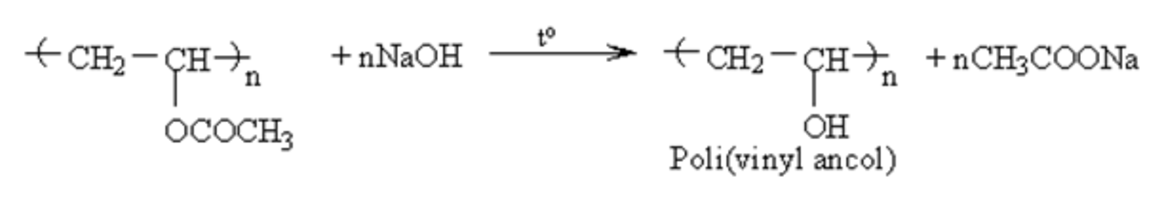 t°
(CH₂—CH)ₙ + nNaOH → (CH₂—CH)ₙ + nCH₃COONa
OCOCH₃ OH
Poli(vinyl ancol)